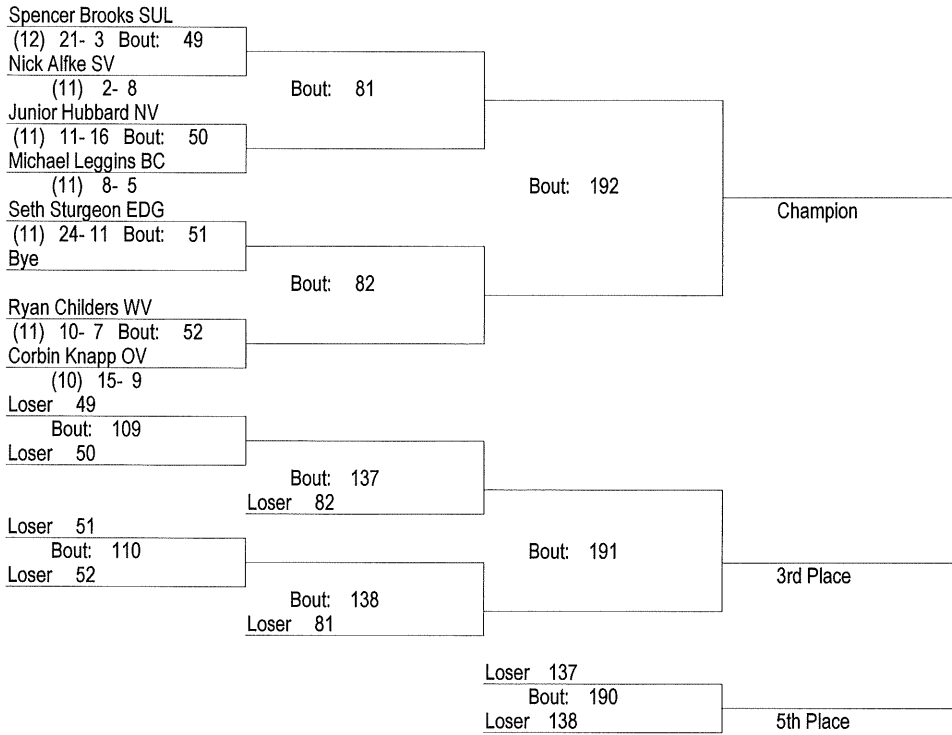 Spencer Brooks SUL
(12) 21- 3 Bout: 49
Nick Alfke SV
(11) 2- 8
Bout: 81
Junior Hubbard NV
(11) 11- 16 Bout: 50
Michael Leggins BC
(11) 8- 5
Bout: 192
Champion
Seth Sturgeon EDG
(11) 24- 11 Bout: 51
Bye
Bout: 82
Ryan Childers WV
(11) 10- 7 Bout: 52
Corbin Knapp OV
(10) 15- 9
Loser 49
Bout: 109
Loser 50
Bout: 137
Loser 82
Loser 51
Bout: 110
Loser 52
Bout: 191
3rd Place
Bout: 138
Loser 81
Loser 137
Bout: 190
Loser 138
5th Place